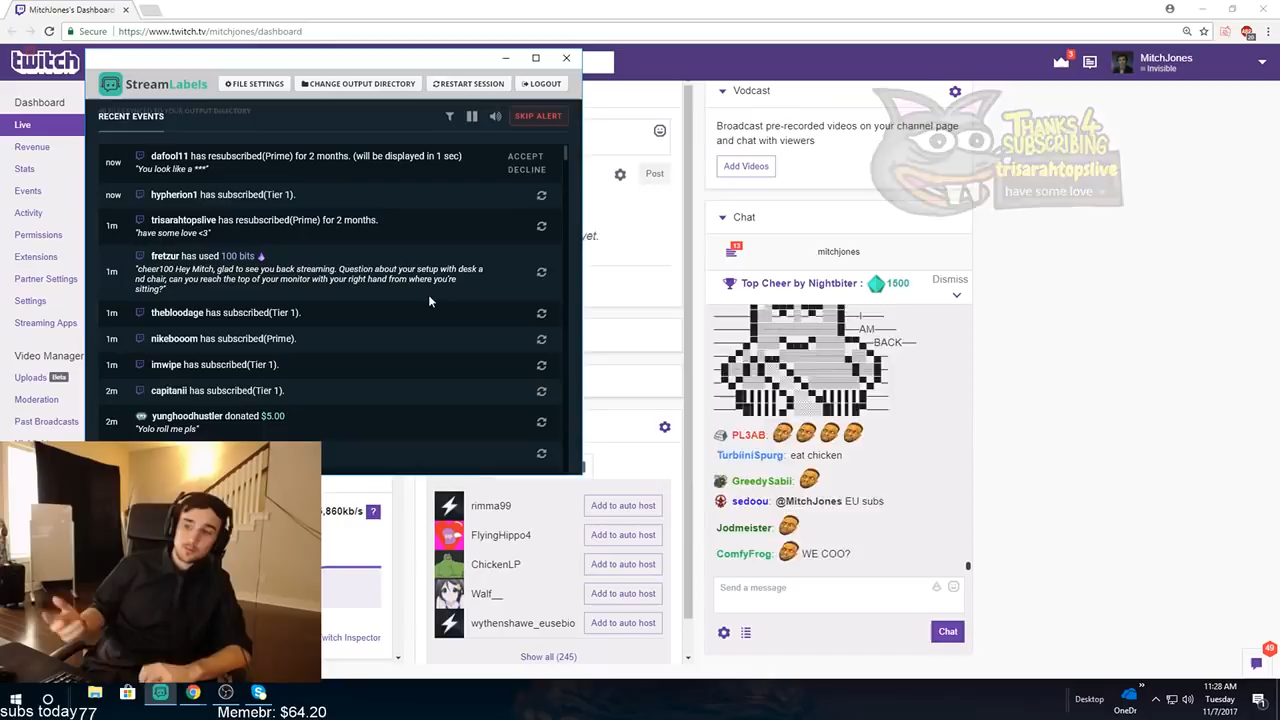 MitchJones's Dashboard
Secure
https://www.twitch.tv/mitchjones/dashboard
twitch
3
MitchJones
Invisible
StreamLabels
FILE SETTINGS
CHANGE OUTPUT DIRECTORY
RESTART SESSION
LOGOUT
RECENT EVENTS
SKIP ALERT
now
dafool11 has resubscribed(Prime) for 2 months. (will be displayed in 1 sec)
"You look like a ***"
ACCEPT
DECLINE
now
hypherion1 has subscribed(Tier 1).
1m
trisarahtopslive has resubscribed(Prime) for 2 months.
"have some love <3"
1m
fretzur has used 100 bits
"cheer100 Hey Mitch, glad to see you back streaming. Question about your setup with desk a
nd chair, can you reach the top of your monitor with your right hand from where you're
sitting?"
1m
thebloodage has subscribed(Tier 1).
1m
nikebooom has subscribed(Prime).
1m
imwipe has subscribed(Tier 1).
2m
capitanii has subscribed(Tier 1).
2m
yunghoodhustler donated $5.00
"Yolo roll me pls"
Dashboard
Live
Revenue
Stats
Events
Activity
Permissions
Extensions
Partner Settings
Settings
Streaming Apps
Video Manager
Uploads Beta
Moderation
Past Broadcasts
Post
yet.
,860kb/s
?
witch Inspector
rimma99
Add to auto host
FlyingHippo4
Add to auto host
ChickenLP
Add to auto host
Walf__
Add to auto host
wythenshawe_eusebio
Add to auto host
Show all (245)
Vodcast
Broadcast pre-recorded videos on your channel page
and chat with viewers
Add Videos
THANKS 4
SUBSCRIBING
trisarahtopslive
have some love
Chat
13
mitchjones
Top Cheer by Nightbiter : 1500
Dismiss
I
AM
BACK
PL3AB:
TurbiiniSpurg: eat chicken
GreedySabii:
sedoou: @MitchJones EU subs
Jodmeister:
ComfyFrog: WE COO?
Send a message
Chat
49
subs today77
Memebr: $64.20
Desktop
OneDr
11:28 AM
Tuesday
11/7/2017